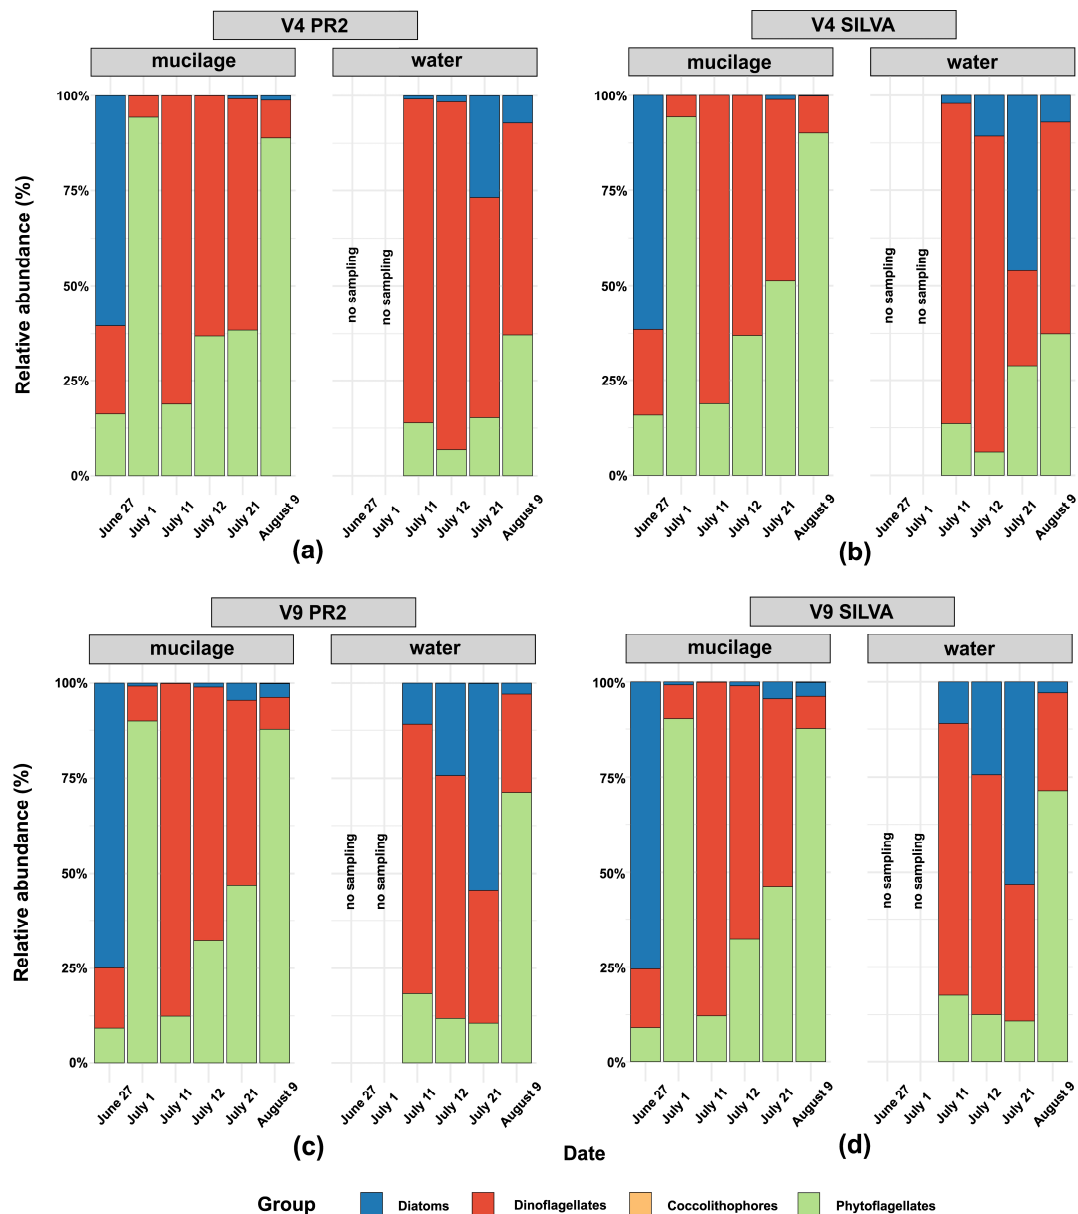 V4 PR2
mucilage
water
Relative abundance (%)
100%
75%
50%
25%
0%
no sampling
no sampling
June 27
July 1
July 11
July 12
July 21
August 9
June 27
July 1
July 11
July 12
July 21
August 9
(a)
V4 SILVA
mucilage
water
100%
75%
50%
25%
0%
no sampling
no sampling
June 27
July 1
July 11
July 12
July 21
August 9
June 27
July 1
July 11
July 12
July 21
August 9
(b)
V9 PR2
mucilage
water
Relative abundance (%)
100%
75%
50%
25%
0%
no sampling
no sampling
June 27
July 1
July 11
July 12
July 21
August 9
June 27
July 1
July 11
July 12
July 21
August 9
(c)
V9 SILVA
mucilage
water
100%
75%
50%
25%
0%
no sampling
no sampling
June 27
July 1
July 11
July 12
July 21
August 9
June 27
July 1
July 11
July 12
July 21
August 9
(d)
Date
Group Diatoms Dinoflagellates Coccolithophores Phytoflagellates